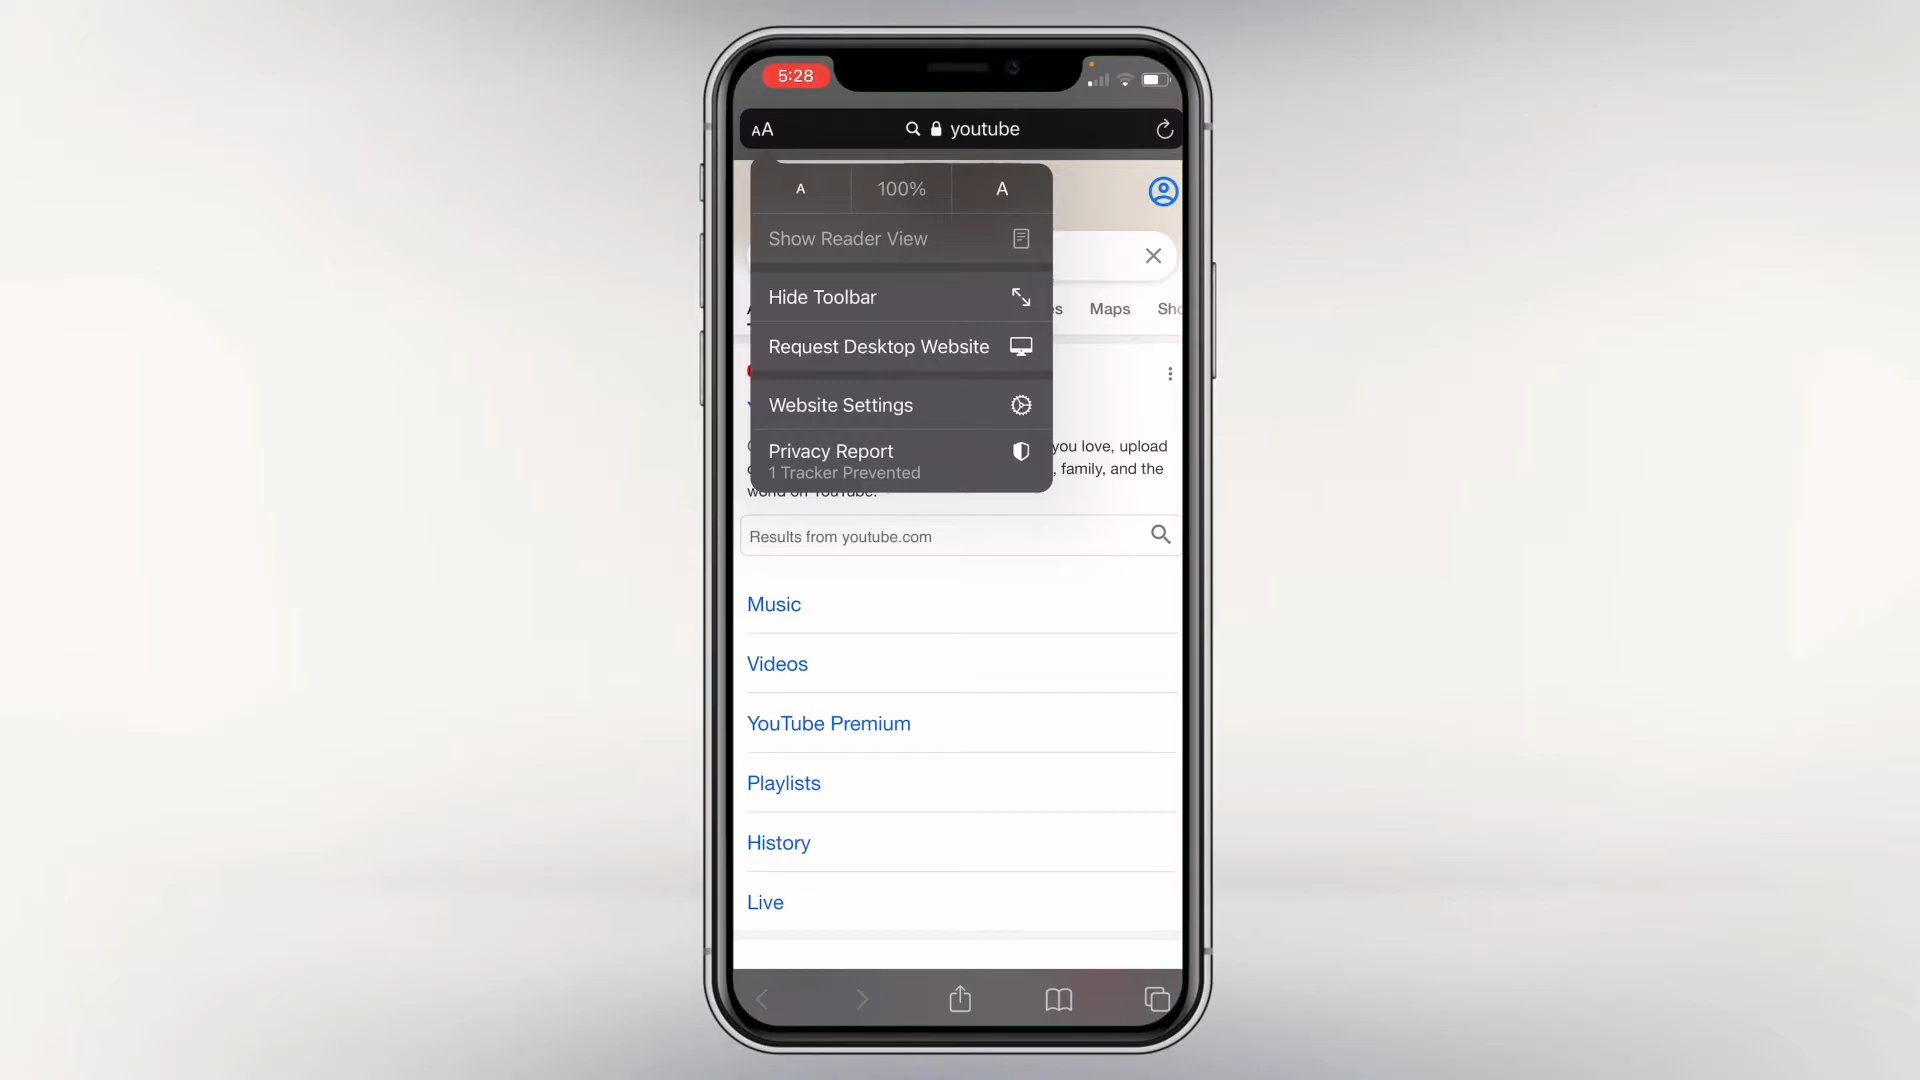 5:28
AA youtube
A 100% A
Show Reader View
Hide Toolbar
Maps
Request Desktop Website
Website Settings
Privacy Report
you love, upload
1 Tracker Prevented
, family, and the
world on YouTube.
Results from youtube.com
Music
Videos
YouTube Premium
Playlists
History
Live